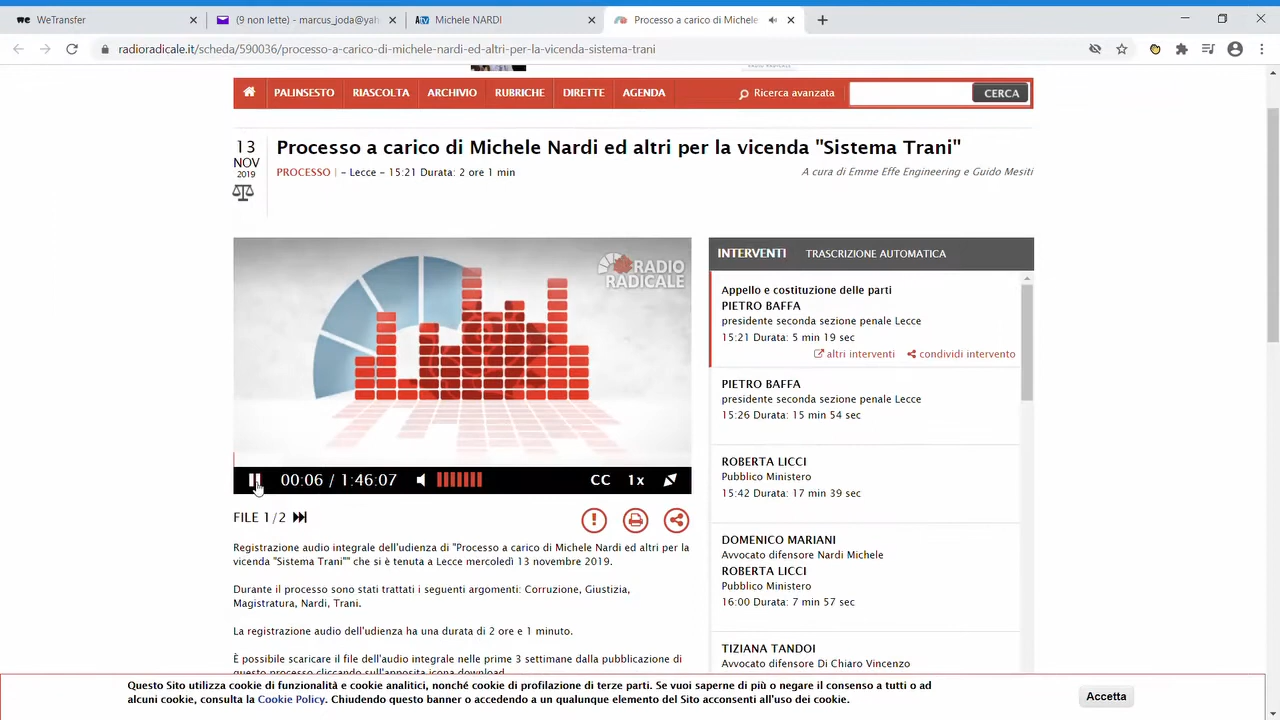 WeTransfer
(9 non lette) - marcus_joda@yah
Michele NARDI
Processo a carico di Michele
radioradicale.it/scheda/590036/processo-a-carico-di-michele-nardi-ed-altri-per-la-vicenda-sistema-trani
PALINSESTO RIASCOLTA ARCHIVIO RUBRICHE DIRETTE AGENDA Ricerca avanzata CERCA
13
NOV
2019
Processo a carico di Michele Nardi ed altri per la vicenda "Sistema Trani"
PROCESSO | - Lecce - 15:21 Durata: 2 ore 1 min
A cura di Emme Effe Engineering e Guido Mesiti
RADIO
RADICALE
00:06 / 1:46:07 CC 1x
FILE 1/2
Registrazione audio integrale dell'udienza di "Processo a carico di Michele Nardi ed altri per la
vicenda "Sistema Trani"" che si è tenuta a Lecce mercoledì 13 novembre 2019.
Durante il processo sono stati trattati i seguenti argomenti: Corruzione, Giustizia,
Magistratura, Nardi, Trani.
La registrazione audio dell'udienza ha una durata di 2 ore e 1 minuto.
È possibile scaricare il file dell'audio integrale nelle prime 3 settimane dalla pubblicazione di
questo processo cliccando sull'apposita icona download.
INTERVENTI TRASCRIZIONE AUTOMATICA
Appello e costituzione delle parti
PIETRO BAFFA
presidente seconda sezione penale Lecce
15:21 Durata: 5 min 19 sec
altri interventi condividi intervento
PIETRO BAFFA
presidente seconda sezione penale Lecce
15:26 Durata: 15 min 54 sec
ROBERTA LICCI
Pubblico Ministero
15:42 Durata: 17 min 39 sec
DOMENICO MARIANI
Avvocato difensore Nardi Michele
ROBERTA LICCI
Pubblico Ministero
16:00 Durata: 7 min 57 sec
TIZIANA TANDOI
Avvocato difensore Di Chiaro Vincenzo
Questo Sito utilizza cookie di funzionalità e cookie analitici, nonché cookie di profilazione di terze parti. Se vuoi saperne di più o negare il consenso a tutti o ad
alcuni cookie, consulta la Cookie Policy. Chiudendo questo banner o accedendo a un qualunque elemento del Sito acconsenti all'uso dei cookie.
Accetta